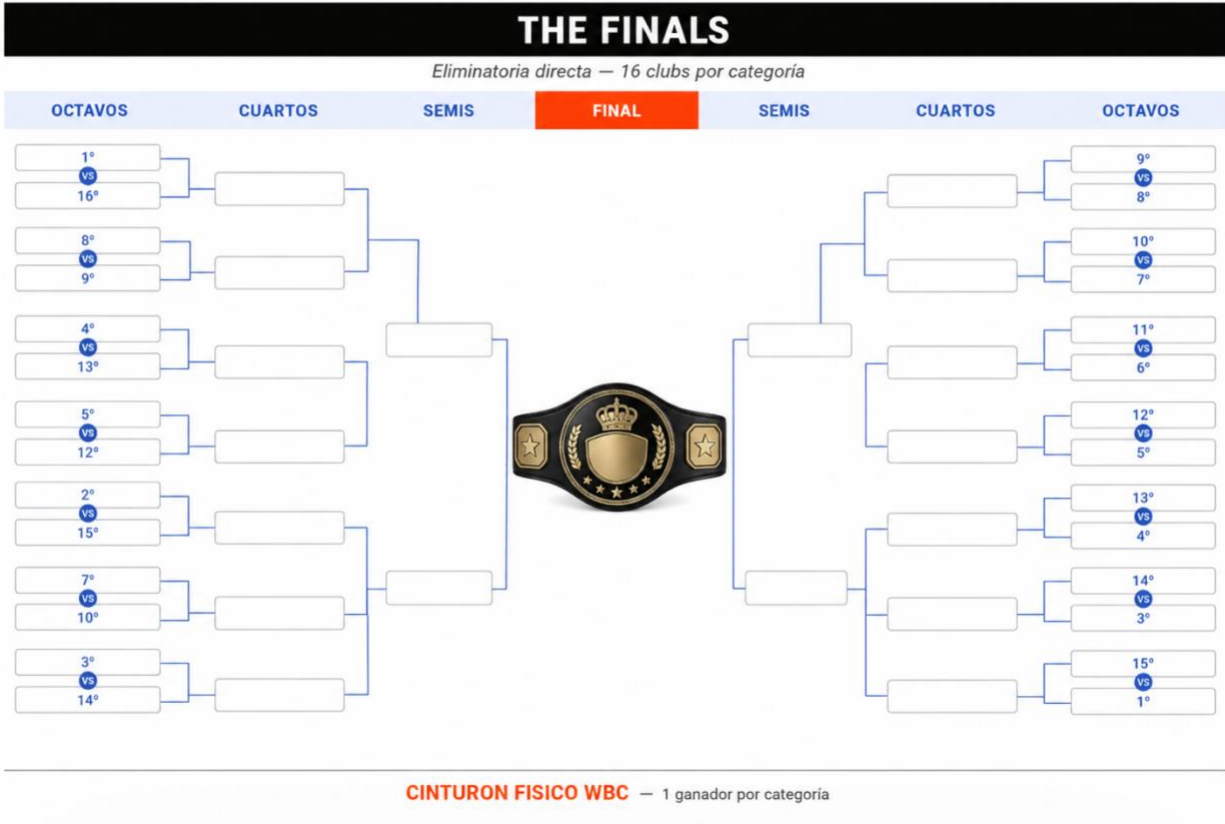 THE FINALS
Eliminatoria directa — 16 clubs por categoría
OCTAVOS
CUARTOS
SEMIS
FINAL
SEMIS
CUARTOS
OCTAVOS
1°
VS
16°
8°
VS
9°
4°
VS
13°
5°
VS
12°
2°
VS
15°
7°
VS
10°
3°
VS
14°
9°
VS
8°
10°
VS
7°
11°
VS
6°
12°
VS
5°
13°
VS
4°
14°
VS
3°
15°
VS
1°
CINTURON FISICO WBC — 1 ganador por categoría